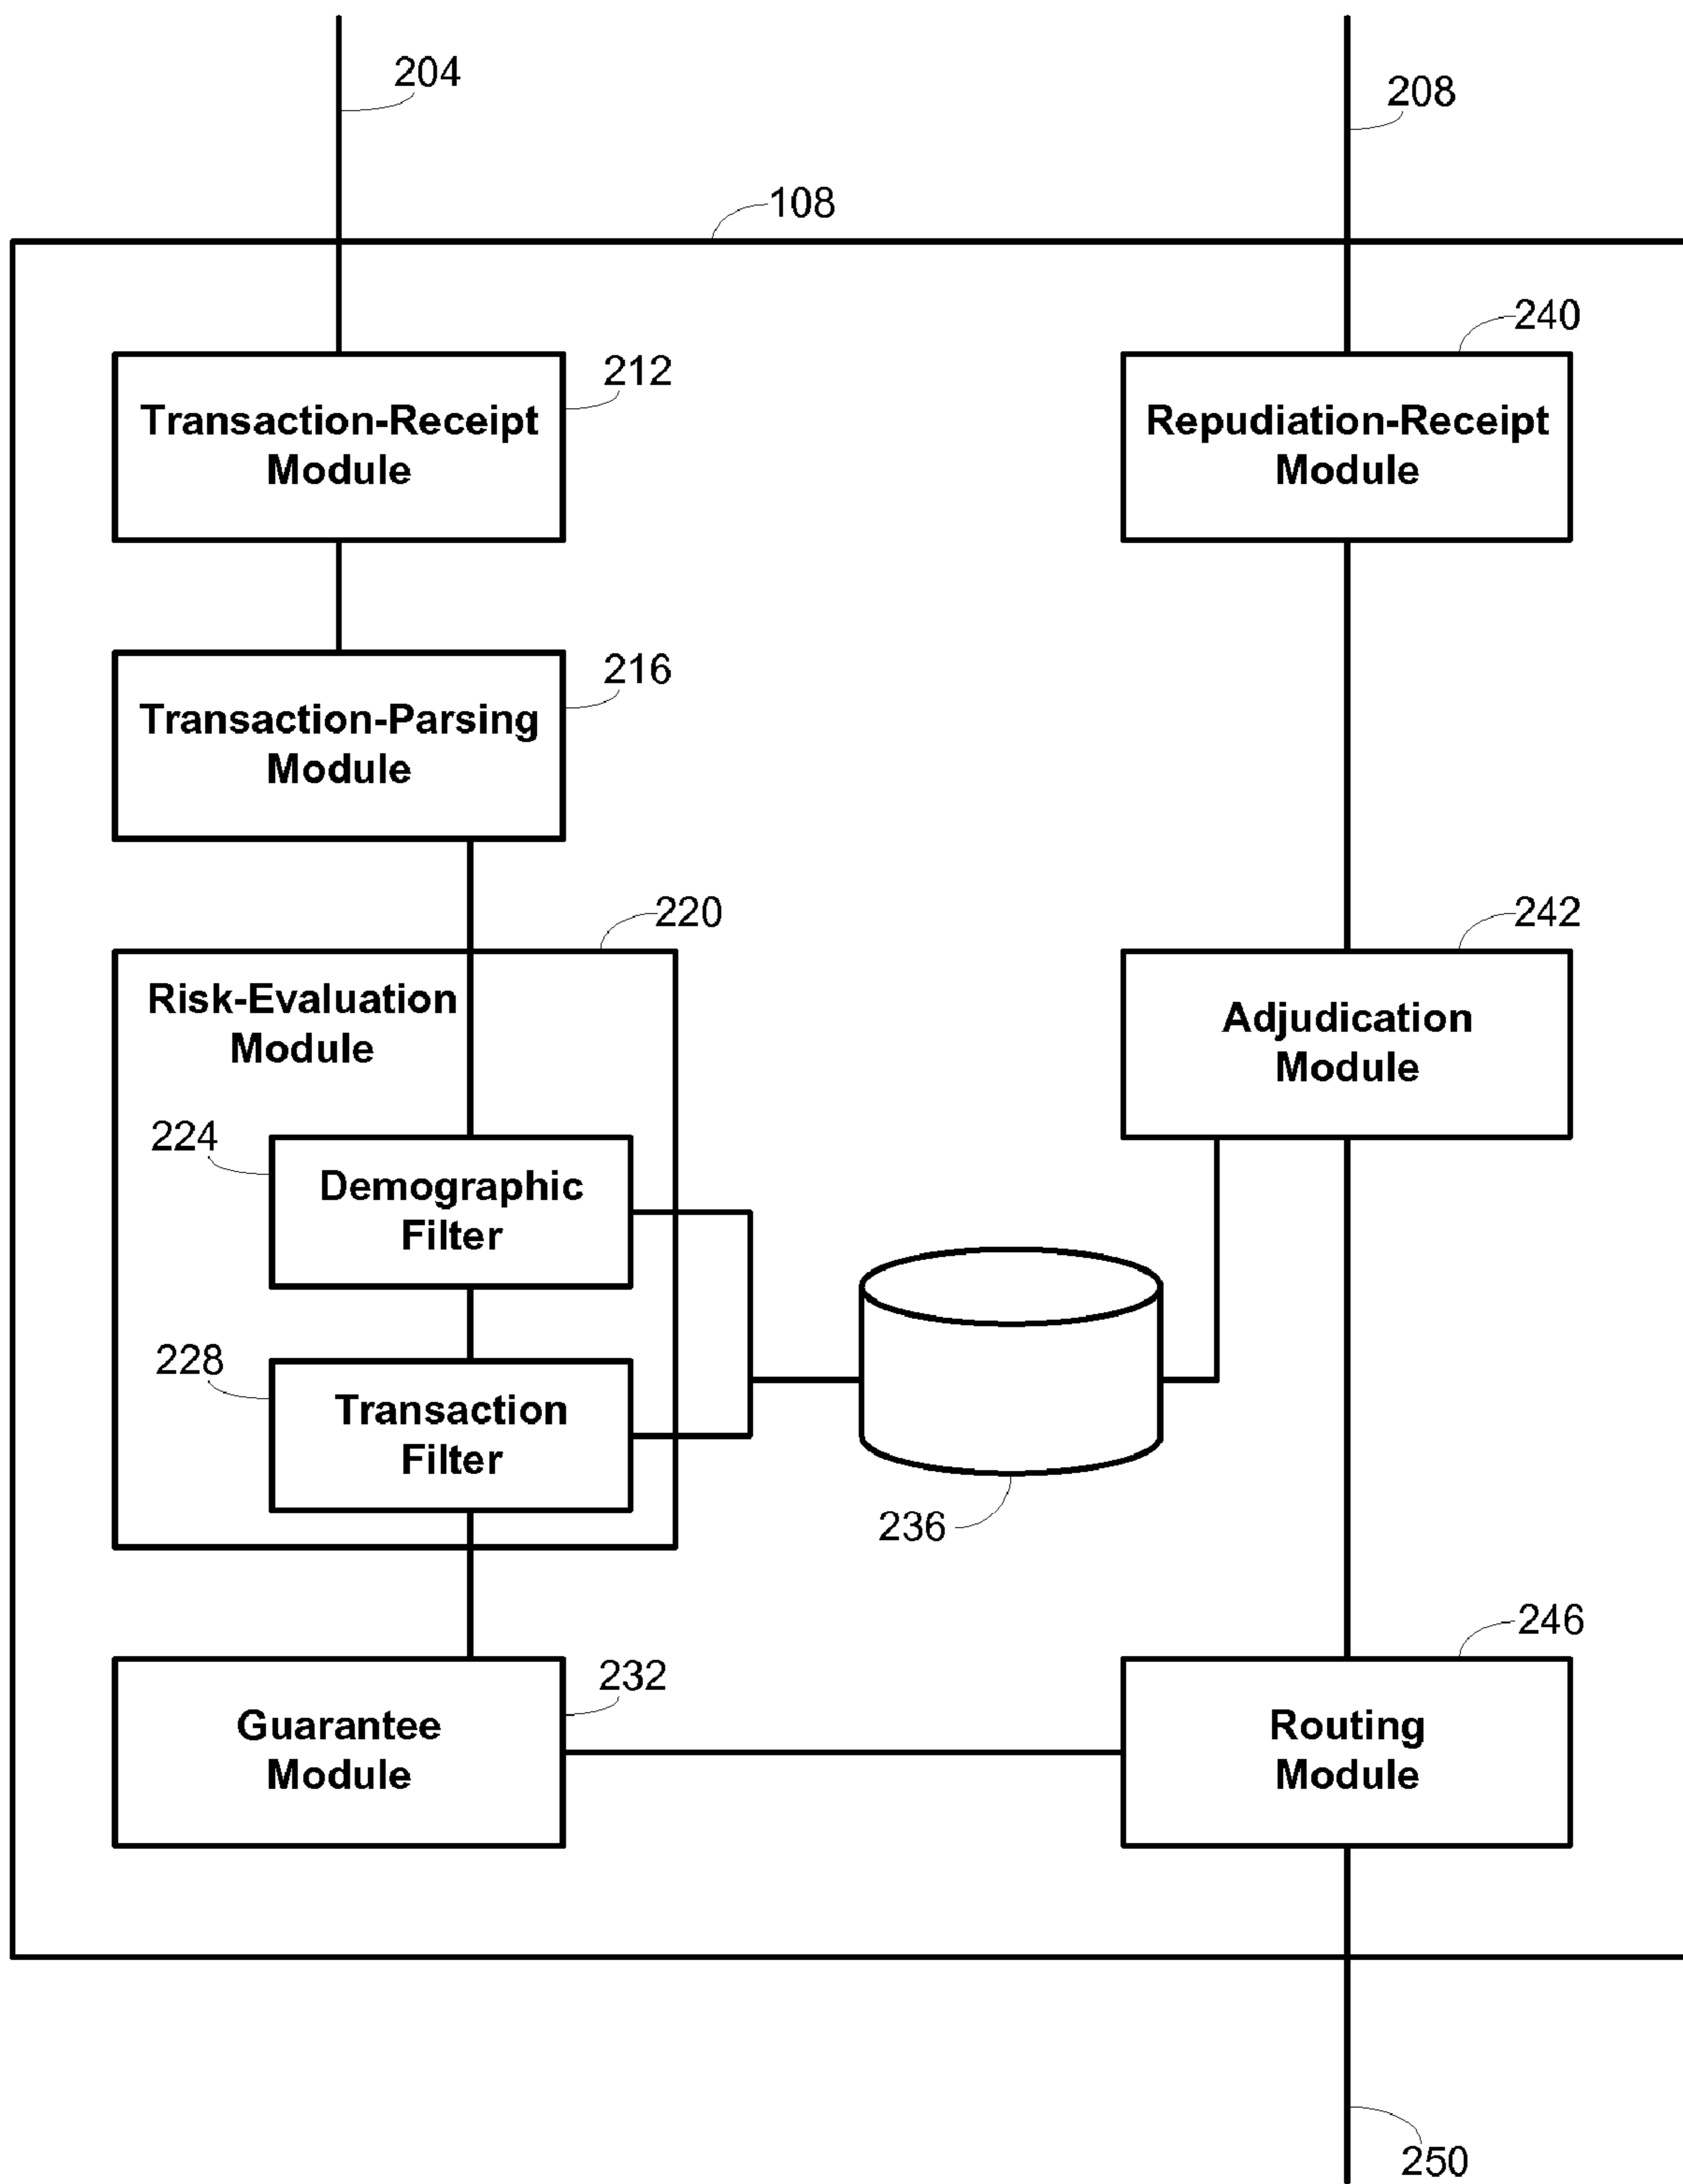 204
208
108
212
Transaction-Receipt
Module
240
Repudiation-Receipt
Module
216
Transaction-Parsing
Module
220
Risk-Evaluation
Module
242
Adjudication
Module
224
Demographic
Filter
228
Transaction
Filter
236
232
Guarantee
Module
246
Routing
Module
250